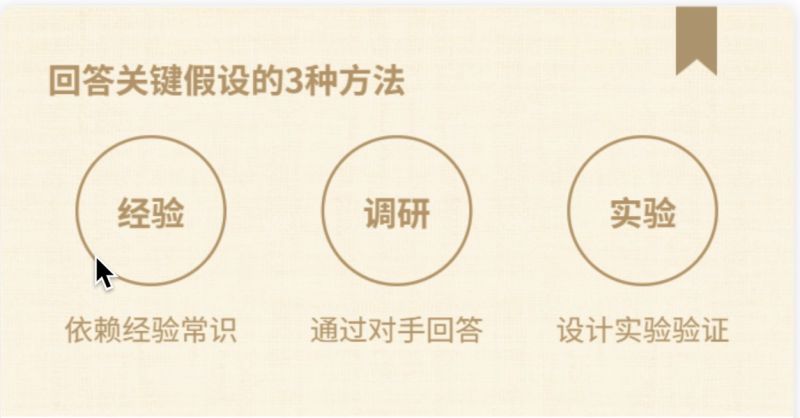 回答关键假设的3种方法
经验
调研
实验
依赖经验常识
通过对手回答
设计实验验证